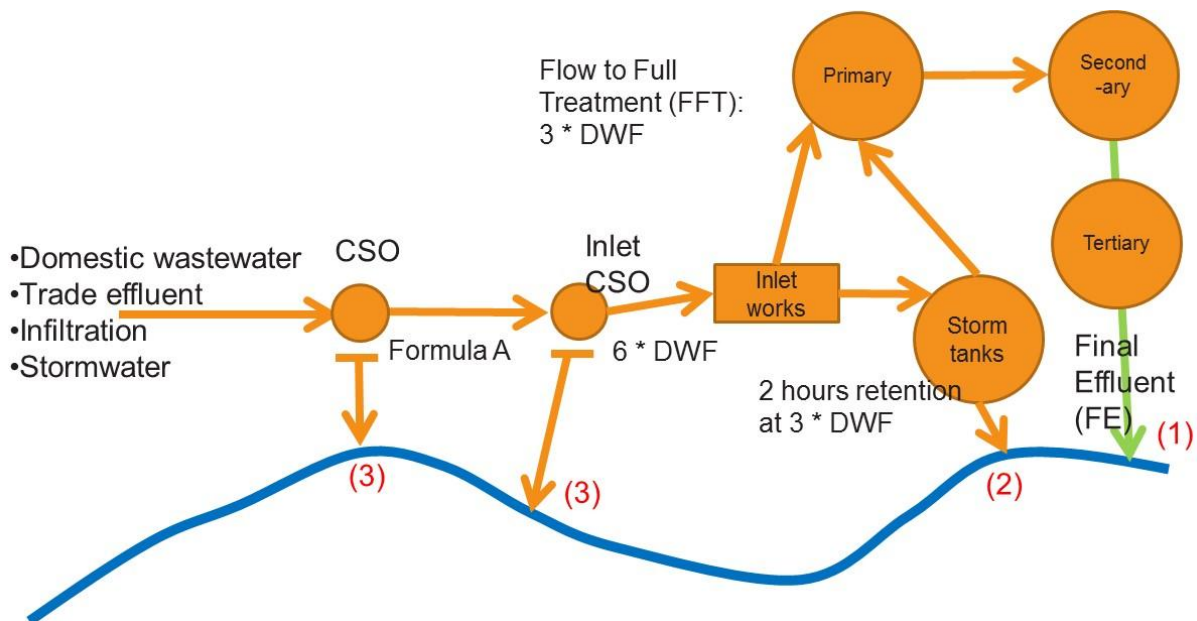 Flow to Full
Treatment (FFT):
3 * DWF
Primary
Second
-ary
Tertiary
•Domestic wastewater
•Trade effluent
•Infiltration
•Stormwater
CSO
Formula A
Inlet
CSO
6 * DWF
Inlet
works
Storm
tanks
2 hours retention
at 3 * DWF
Final
Effluent
(FE)
(1)
(2)
(3)
(3)